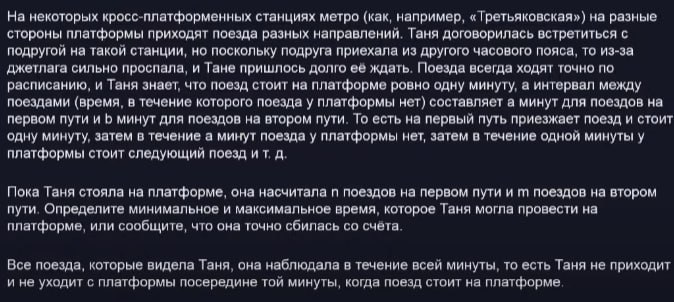 На некоторых кросс-платформенных станциях метро (как, например, «Третьяковская») на разные
стороны платформы приходят поезда разных направлений. Таня договорилась встретиться с
подругой на такой станции, но поскольку подруга приехала из другого часового пояса, то из-за
джетлага сильно проспала, и Тане пришлось долго её ждать. Поезда всегда ходят точно по
расписанию, и Таня знает, что поезд стоит на платформе ровно одну минуту, а интервал между
поездами (время, в течение которого поезда у платформы нет) составляет a минут для поездов на
первом пути и b минут для поездов на втором пути. То есть на первый путь приезжает поезд и стоит
одну минуту, затем в течение a минут поезда у платформы нет, затем в течение одной минуты у
платформы стоит следующий поезд и т. д.
Пока Таня стояла на платформе, она насчитала n поездов на первом пути и m поездов на втором
пути. Определите минимальное и максимальное время, которое Таня могла провести на
платформе, или сообщите, что она точно сбилась со счёта.
Все поезда, которые видела Таня, она наблюдала в течение всей минуты, то есть Таня не приходит
и не уходит с платформы посередине той минуты, когда поезд стоит на платформе.